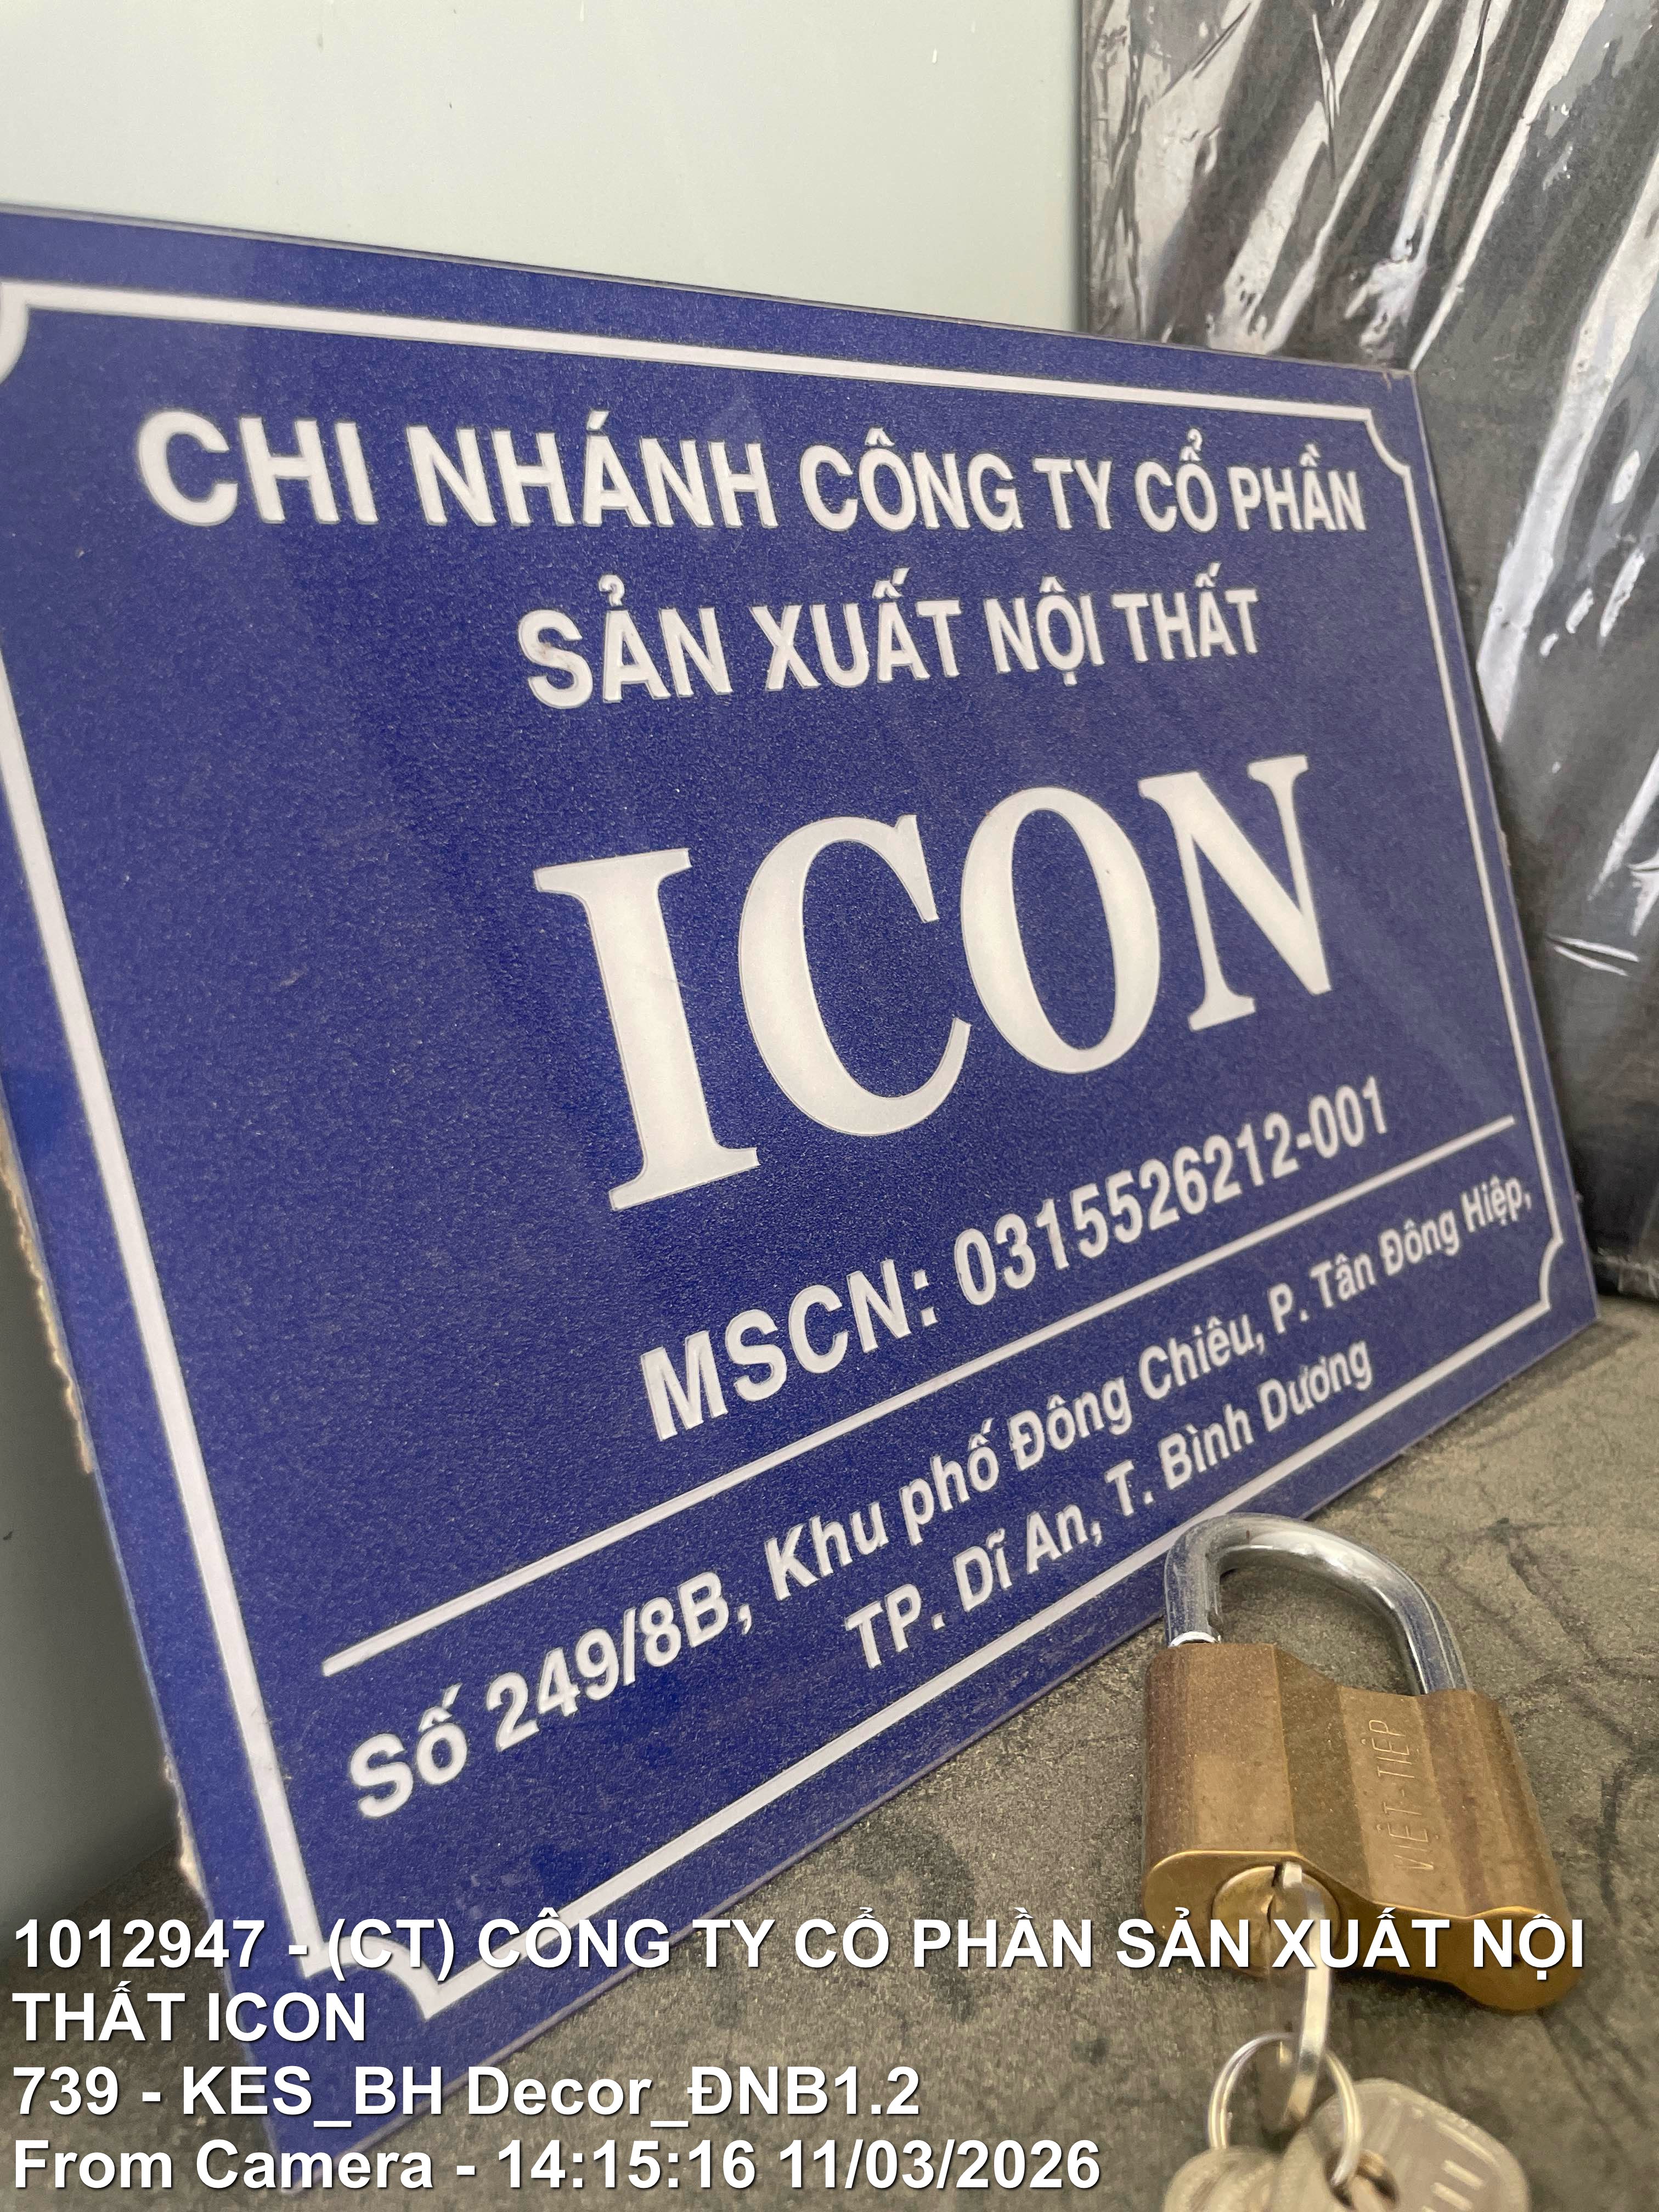 CHI NHÁNH CÔNG TY CỔ PHẦN
SẢN XUẤT NỘI THẤT
ICON
MSCN: 0315526212-001
Số 249/8B, Khu phố Đông Chiêu, P. Tân Đông Hiệp,
TP. Dĩ An, T. Bình Dương
VIỆT-TIỆP
1012947 - (CT) CÔNG TY CỔ PHẦN SẢN XUẤT NỘI
THẤT ICON
739 - KES_BH Decor_ĐNB1.2
From Camera - 14:15:16 11/03/2026